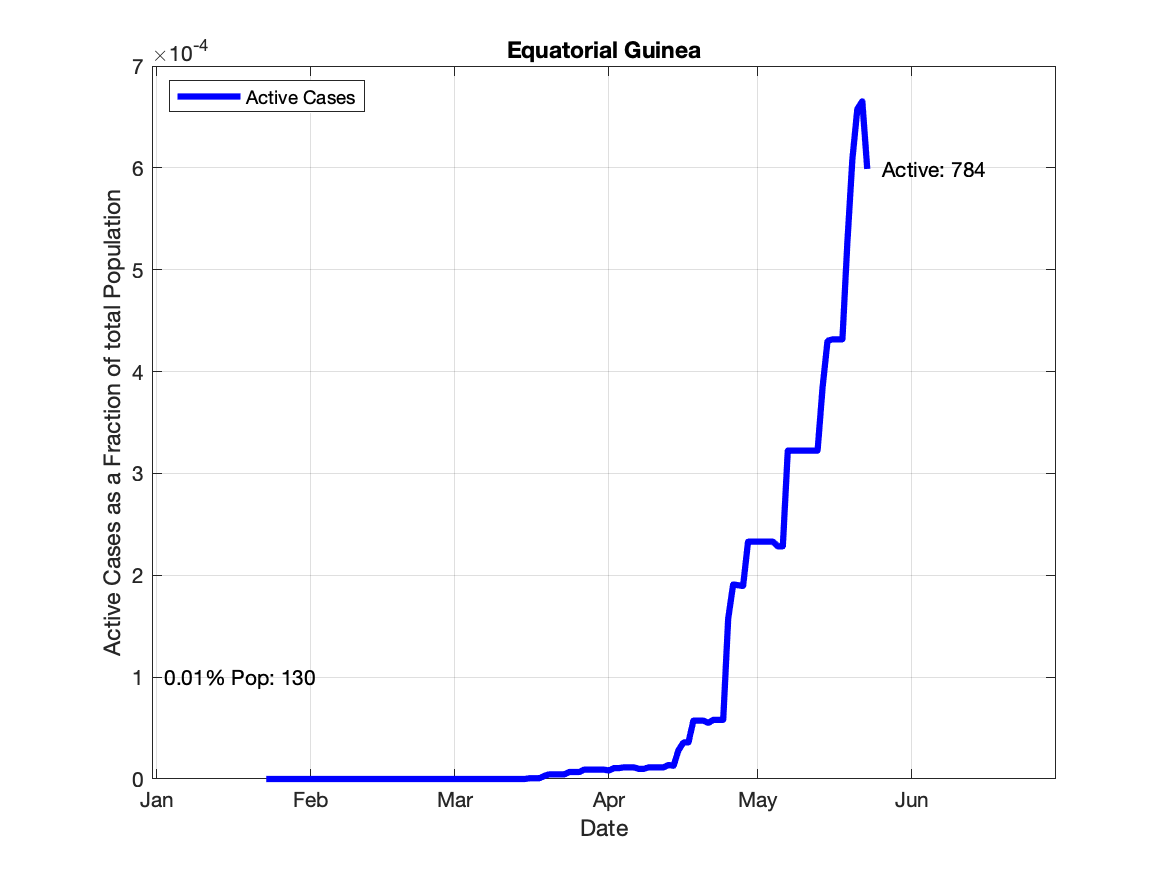 Equatorial Guinea
×10-4
Active Cases
7
6
5
4
3
2
1
0
Active: 784
0.01% Pop: 130
Active Cases as a Fraction of total Population
Jan Feb Mar Apr May Jun
Date